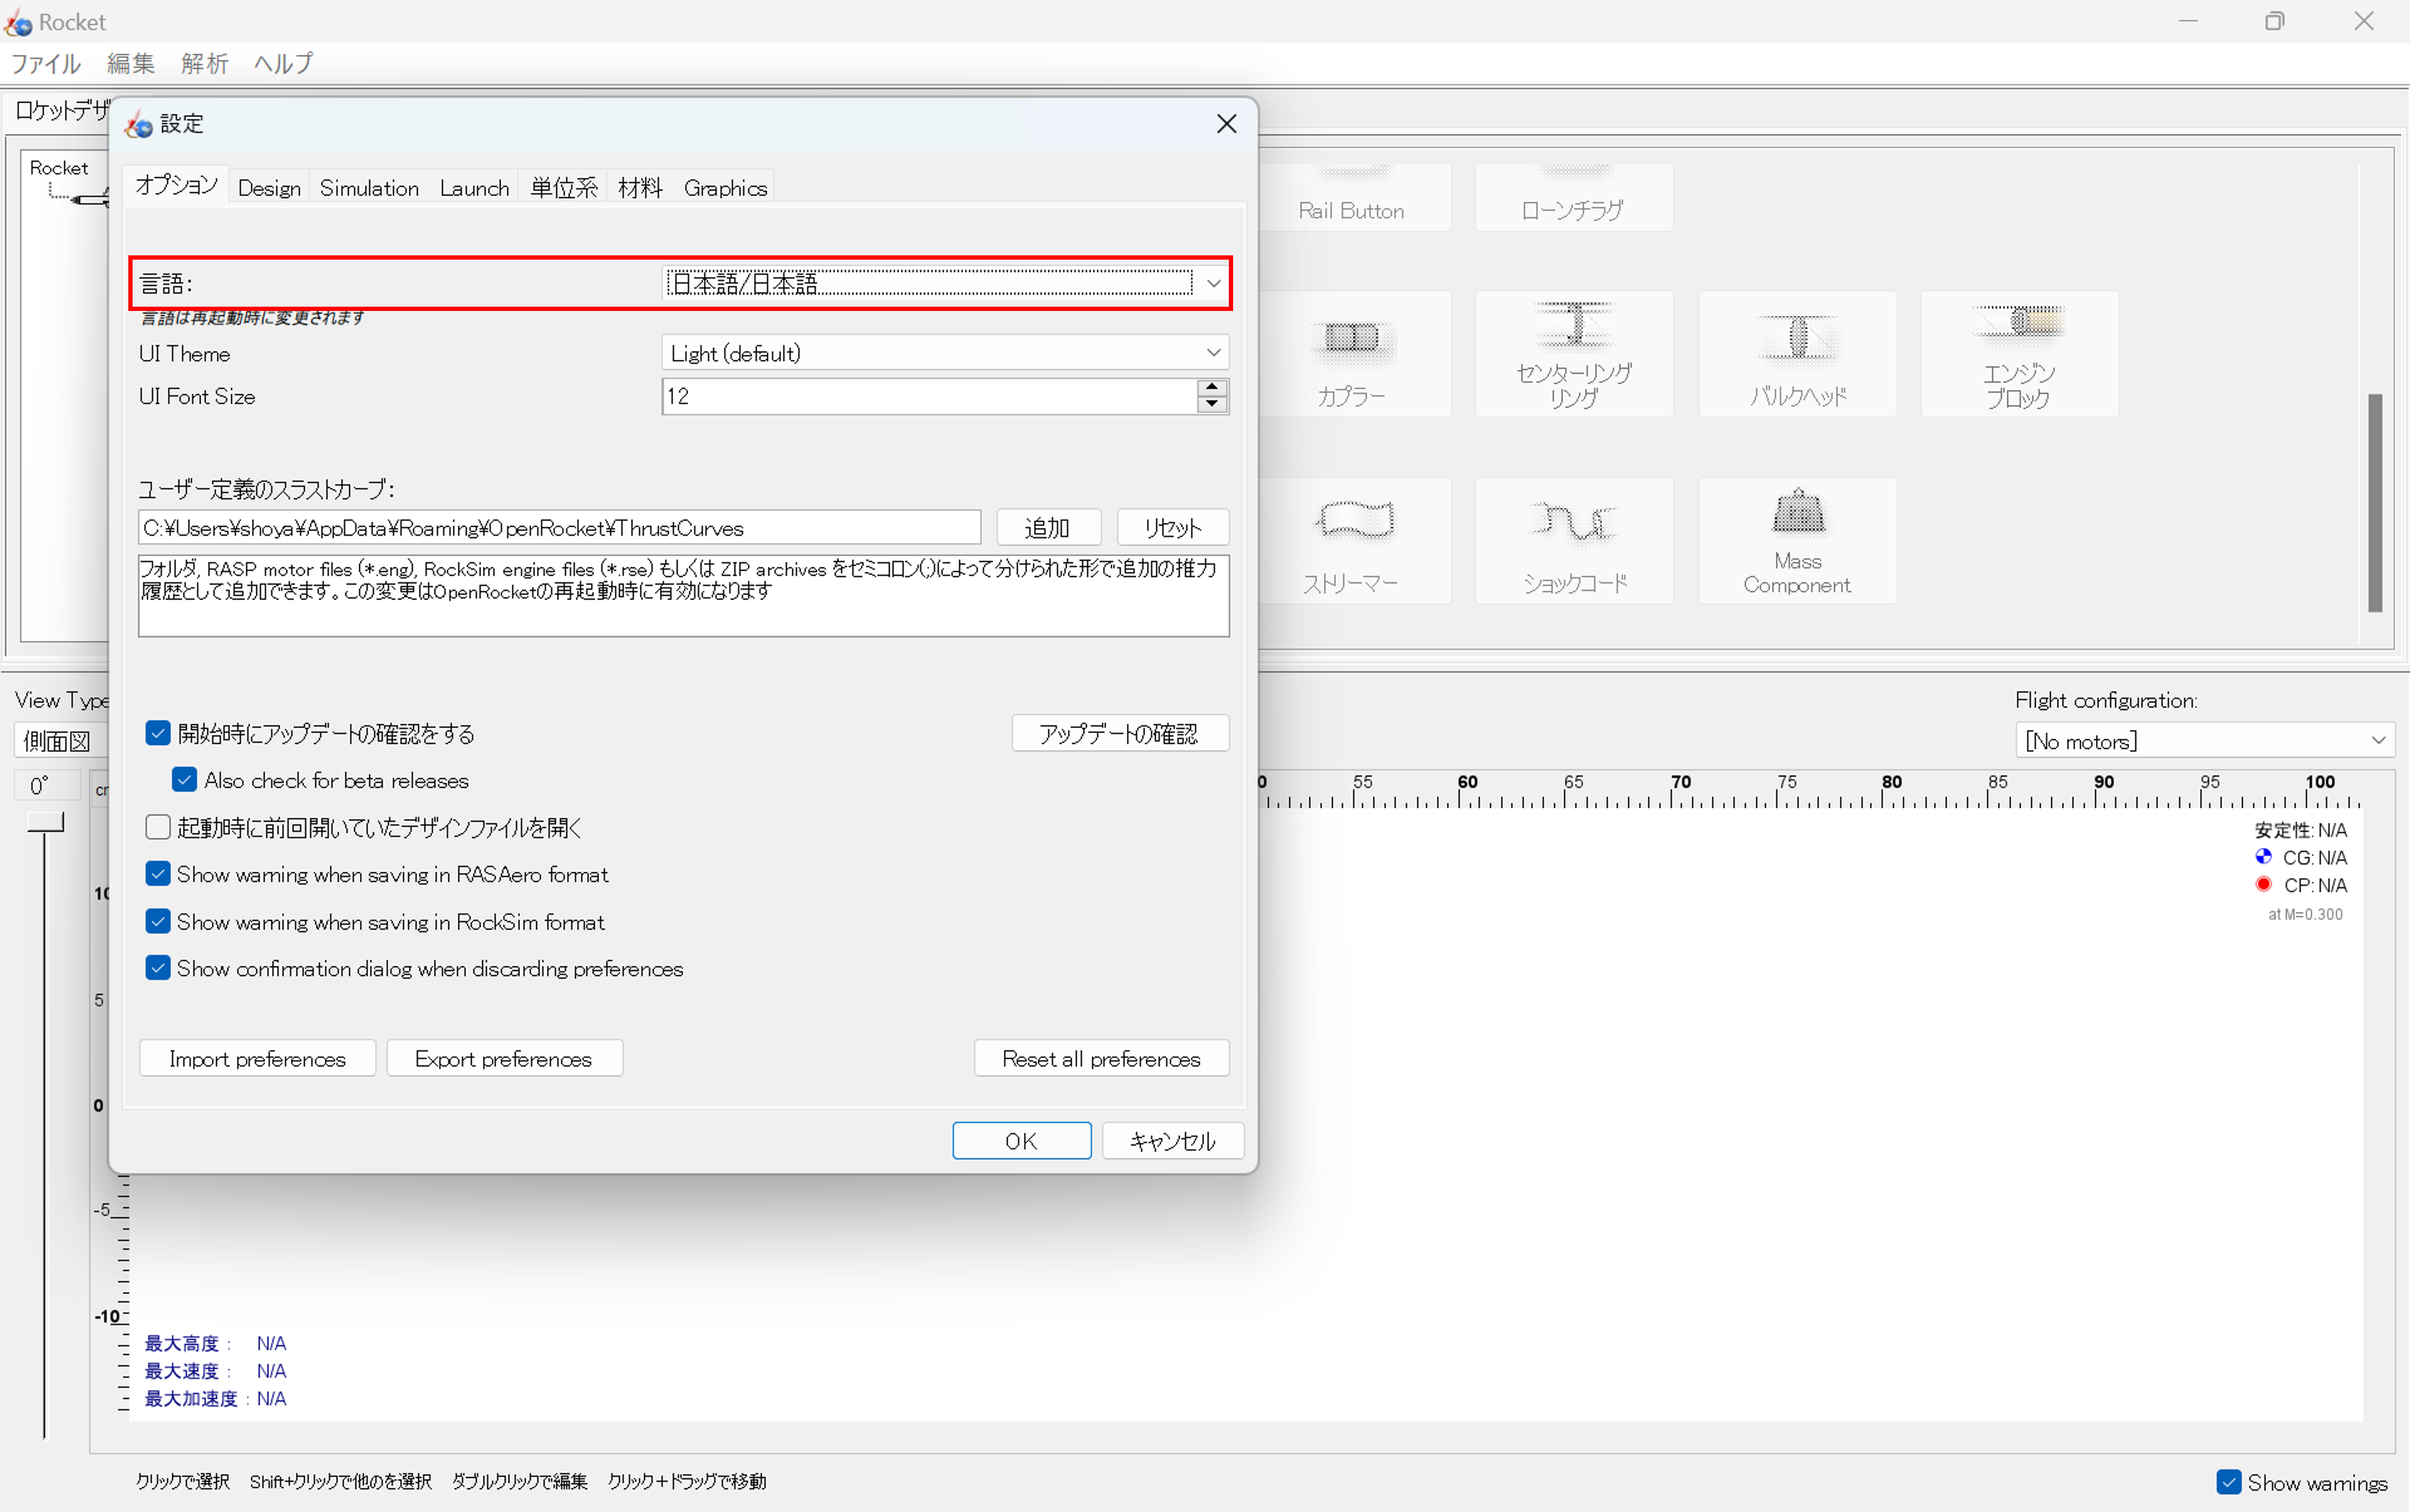 Rocket
ファイル 編集 解析 ヘルプ
ロケットデザ
Rocket
設定
オプション Design Simulation Launch 単位系 材料 Graphics
言語: 日本語/日本語
言語は再起動時に変更されます
UI Theme Light (default)
UI Font Size 12
ユーザー定義のスラストカーブ:
C:¥Users¥shoya¥AppData¥Roaming¥OpenRocket¥ThrustCurves 追加 リセット
フォルダ, RASP motor files (*.eng), RockSim engine files (*.rse) もしくは ZIP archives をセミコロン(;)によって分けられた形で追加の推力
履歴として追加できます。この変更はOpenRocketの再起動時に有効になります
開始時にアップデートの確認をする アップデートの確認
Also check for beta releases
起動時に前回開いていたデザインファイルを開く
Show warning when saving in RASAero format
Show warning when saving in RockSim format
Show confirmation dialog when discarding preferences
Import preferences Export preferences Reset all preferences
OK キャンセル
Rail Button ローンチラグ
カプラー
センターリング
リング
バルクヘッド
エンジン
ブロック
ストリーマー
ショックコード
Mass
Component
View Type
側面図
Flight configuration:
[No motors]
0°
55 60 65 70 75 80 85 90 95 100
安定性: N/A
CG: N/A
CP: N/A
at M=0.300
10
5
0
-5
-10
最大高度 : N/A
最大速度 : N/A
最大加速度 : N/A
クリックで選択 Shift+クリックで他のを選択 ダブルクリックで編集 クリック+ドラッグで移動
Show warnings